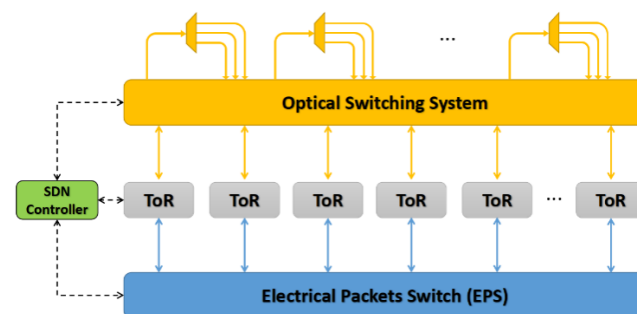 ...
Optical Switching System
SDN
Controller
ToR ToR ToR ToR ToR ... ToR
Electrical Packets Switch (EPS)